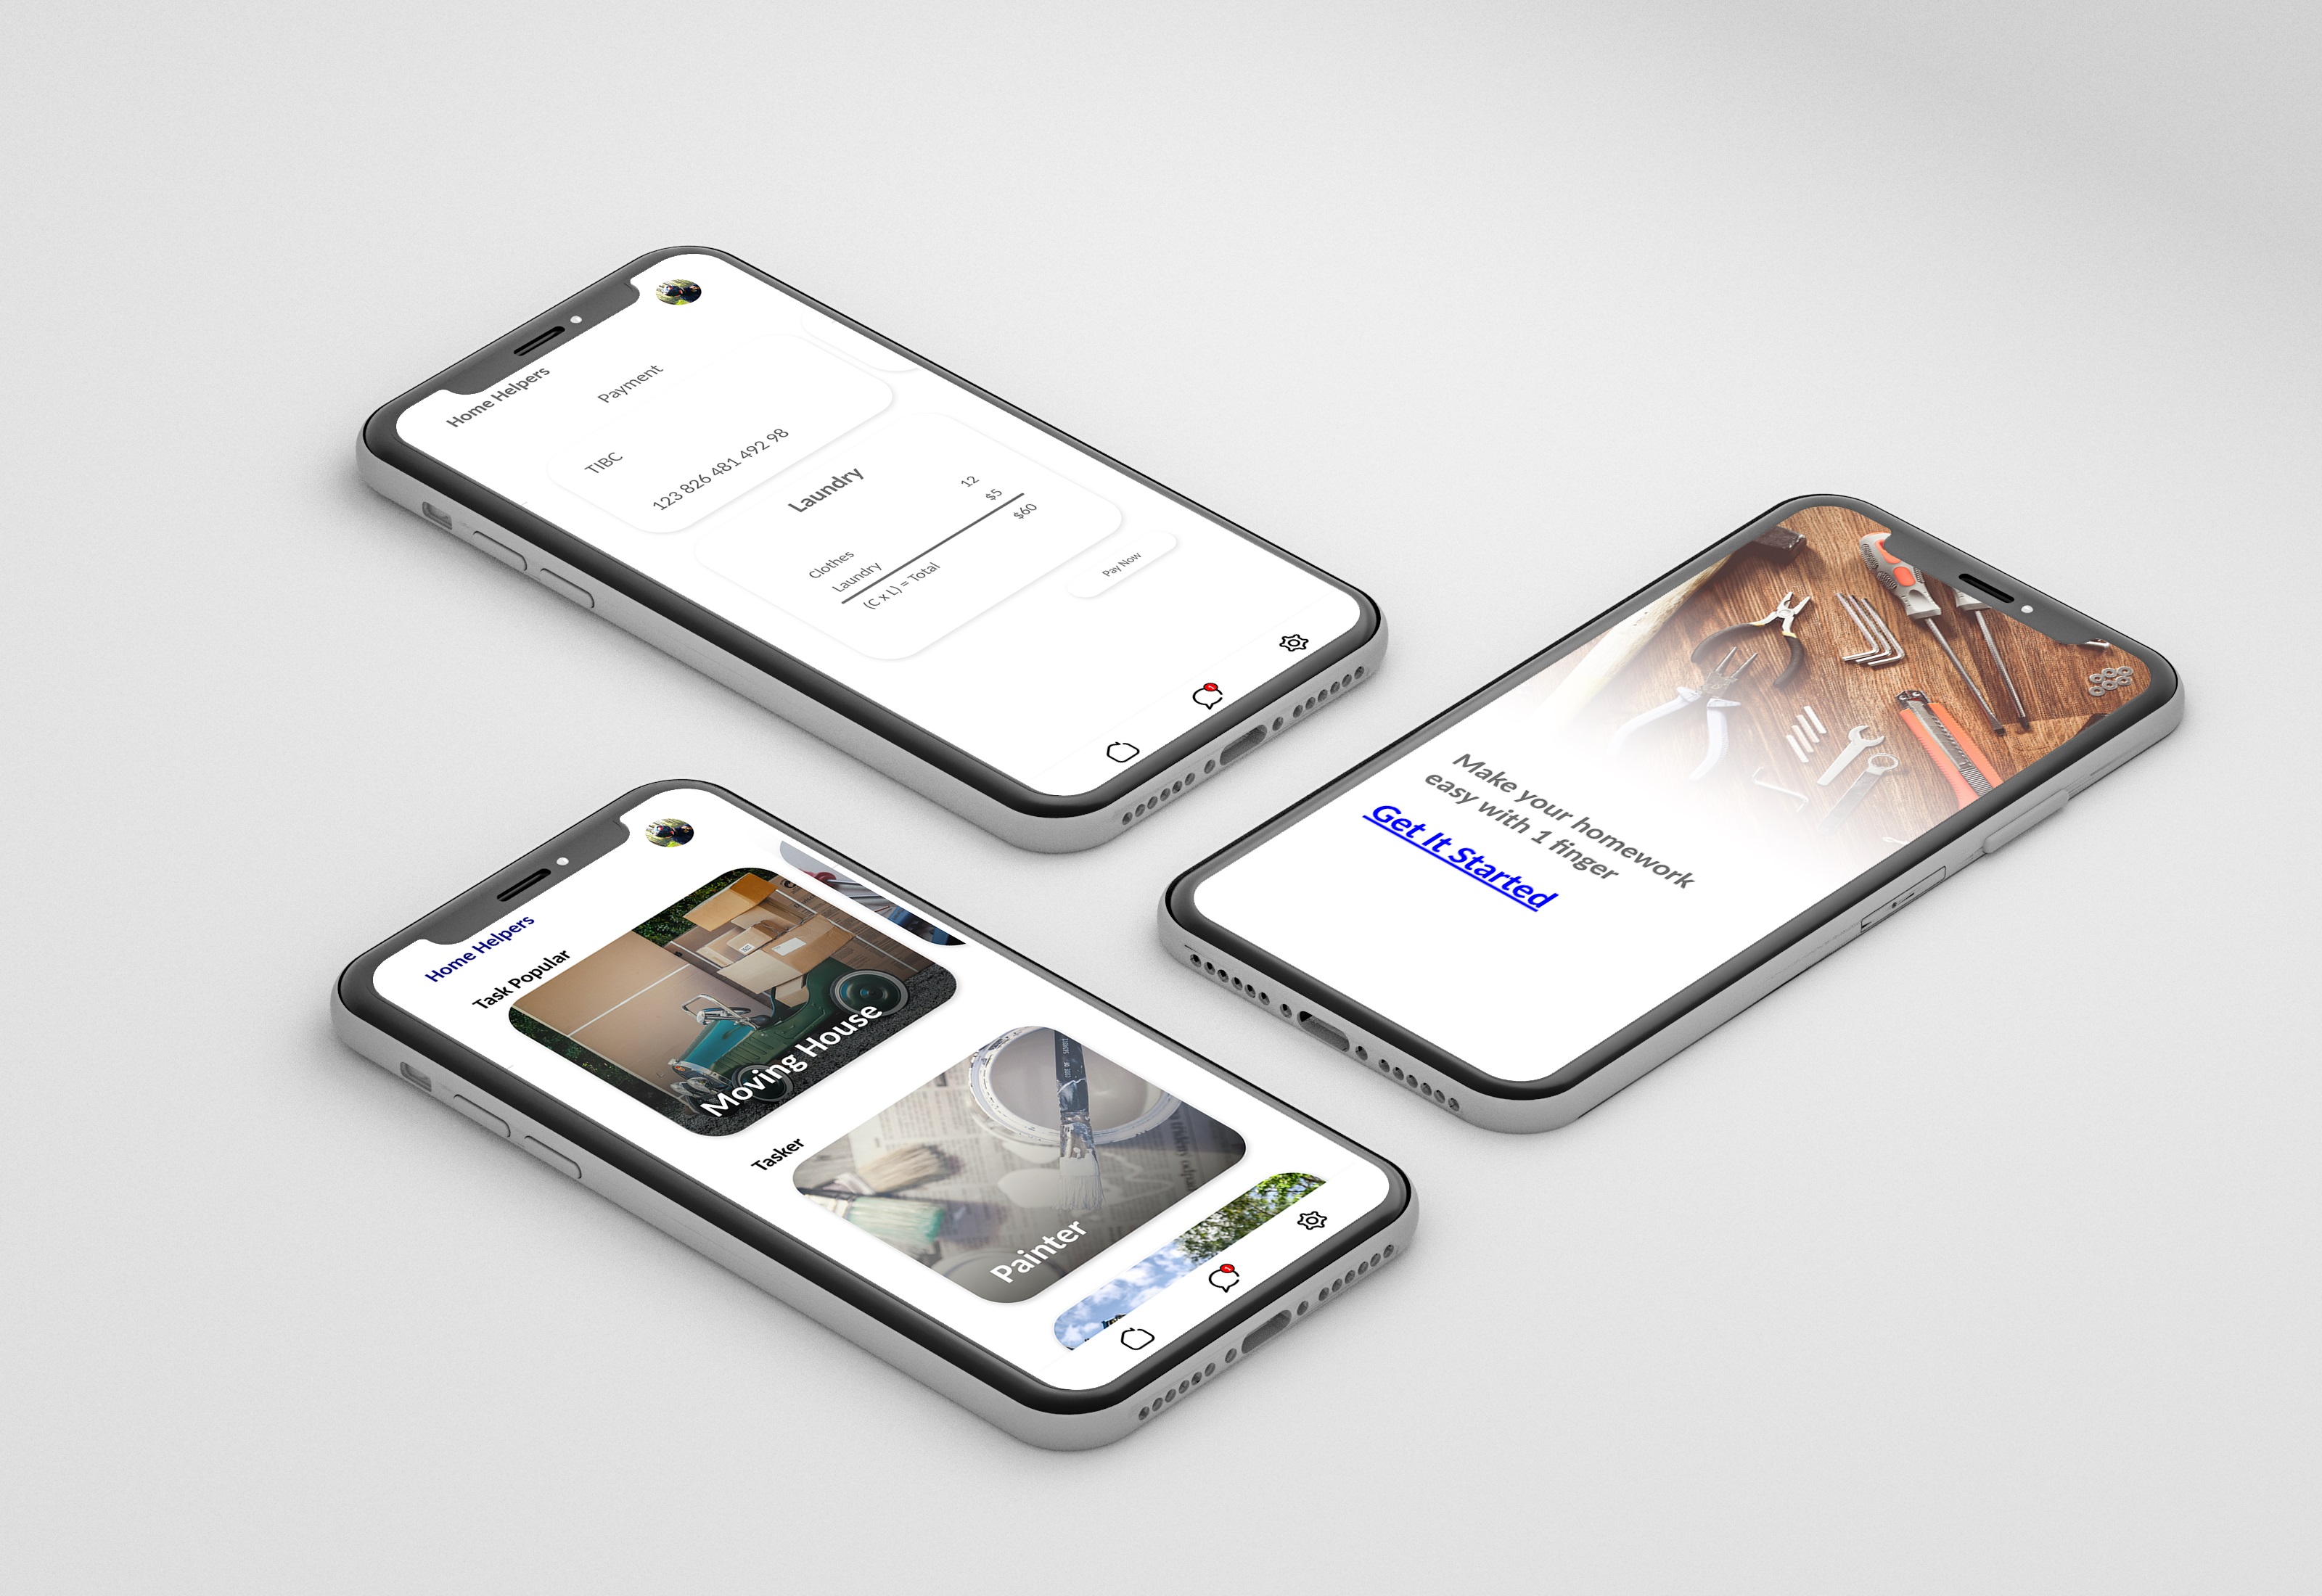 Home Helpers
Payment
TIBC
123 826 481 492 98
Laundry
Clothes 12
Laundry $5
(C x L) = Total $60
Pay Now
Make your homework
easy with 1 finger
Get It Started
Home Helpers
Task Popular
Moving House
Tasker
Painter